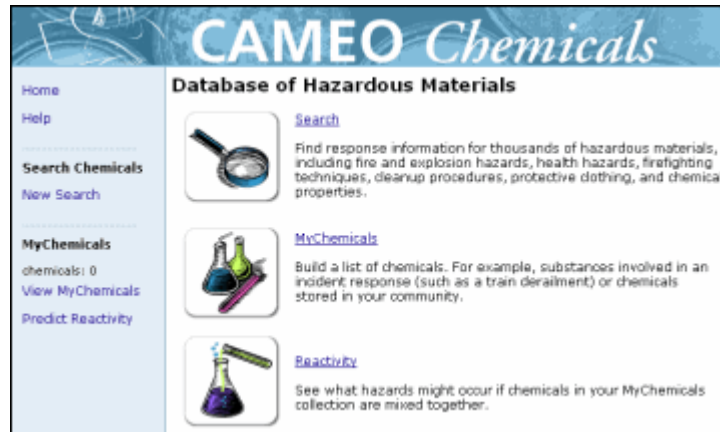 CAMEO Chemicals
Home
Help
Search Chemicals
New Search
MyChemicals
chemicals: 0
View MyChemicals
Predict Reactivity
Database of Hazardous Materials
Search
Find response information for thousands of hazardous materials,
including fire and explosion hazards, health hazards, firefighting
techniques, cleanup procedures, protective clothing, and chemica
properties.
MyChemicals
Build a list of chemicals. For example, substances involved in an
incident response (such as a train derailment) or chemicals
stored in your community.
Reactivity
See what hazards might occur if chemicals in your MyChemicals
collection are mixed together.